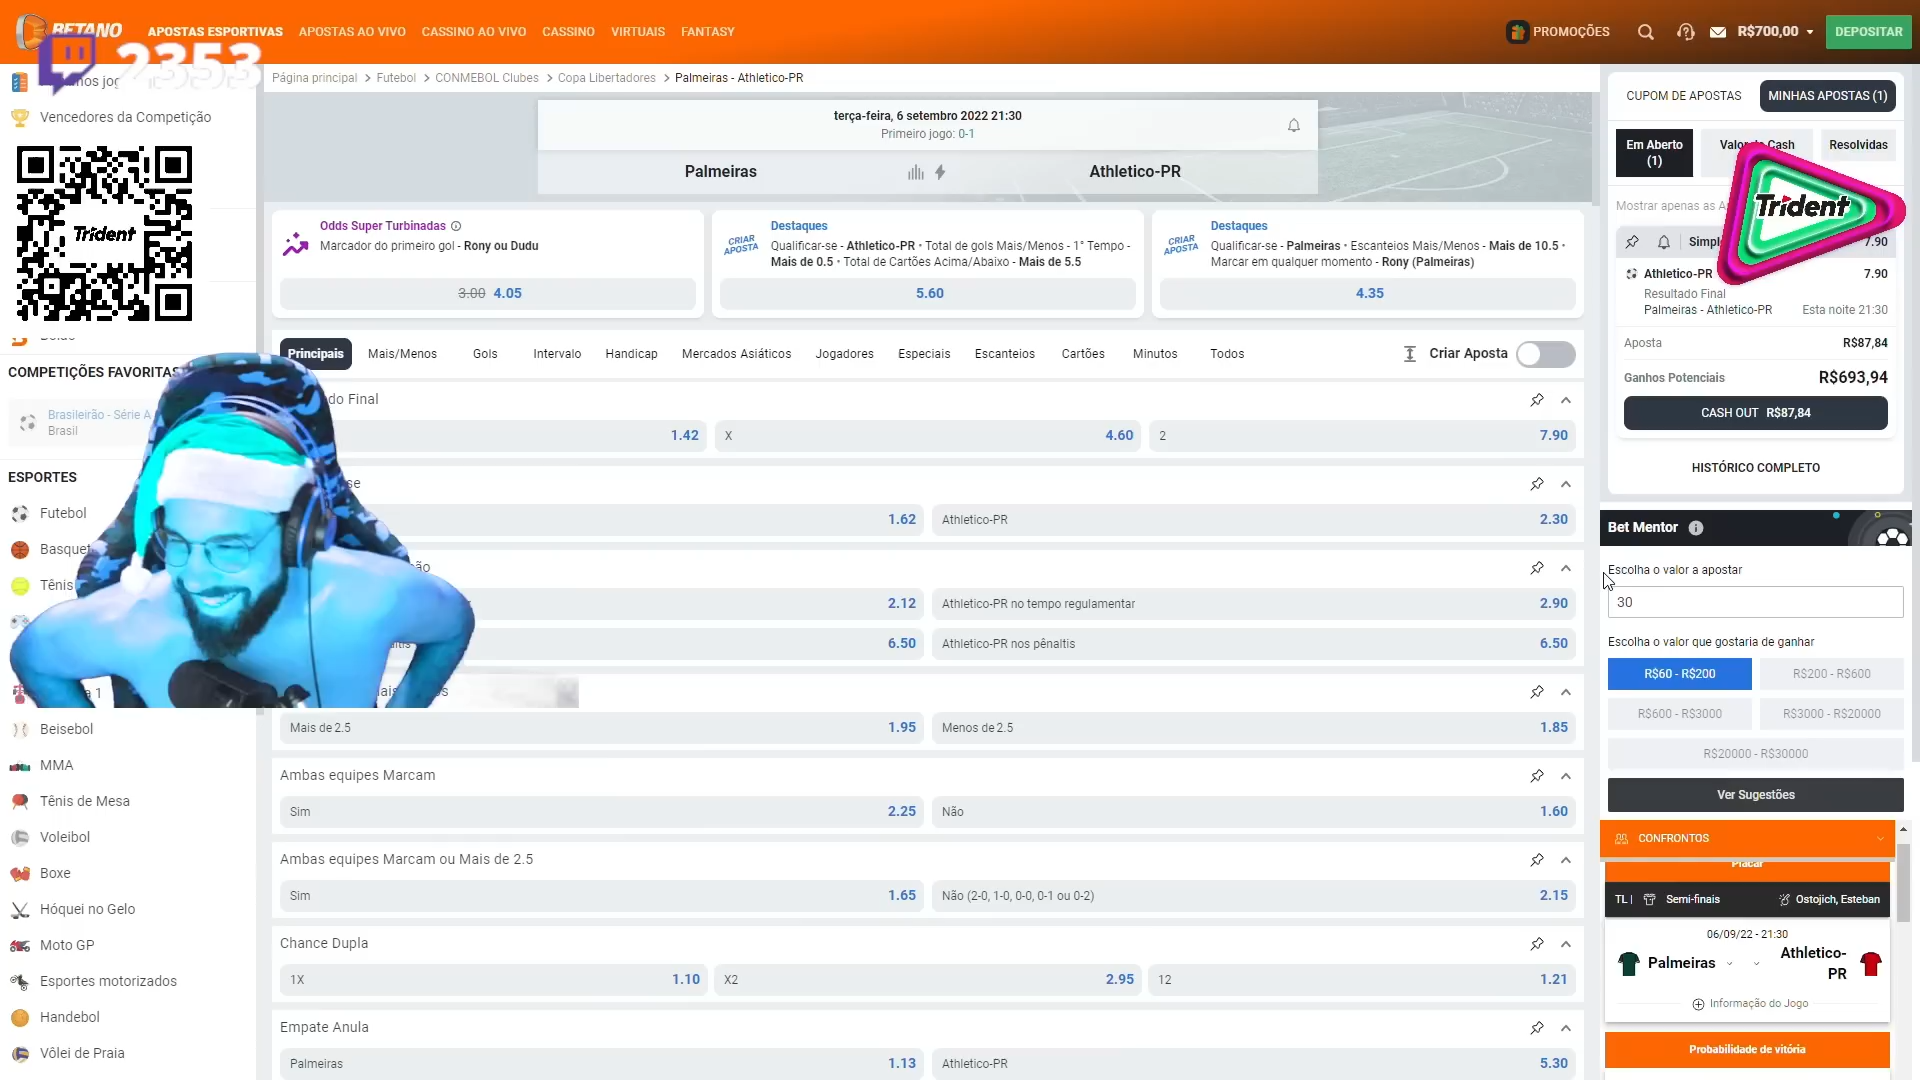 BETANO
APOSTAS ESPORTIVAS
APOSTAS AO VIVO
CASSINO AO VIVO
CASSINO
VIRTUAIS
FANTASY
PROMOÇÕES
R$700,00
DEPOSITAR
2353
Vencedores da Competição
Trident
COMPETIÇÕES FAVORITAS
Brasileirão - Série A
Brasil
ESPORTES
Futebol
Basquet
Tênis
Beisebol
MMA
Tênis de Mesa
Voleibol
Boxe
Hóquei no Gelo
Moto GP
Esportes motorizados
Handebol
Vôlei de Praia
Página principal > Futebol > CONMEBOL Clubes > Copa Libertadores > Palmeiras - Athletico-PR
terça-feira, 6 setembro 2022 21:30
Primeiro jogo: 0-1
Palmeiras
Athletico-PR
Odds Super Turbinadas
Marcador do primeiro gol - Rony ou Dudu
3.00 4.05
CRIAR APOSTA
Destaques
Qualificar-se - Athletico-PR • Total de gols Mais/Menos - 1° Tempo -
Mais de 0.5 • Total de Cartões Acima/Abaixo - Mais de 5.5
5.60
CRIAR APOSTA
Destaques
Qualificar-se - Palmeiras • Escanteios Mais/Menos - Mais de 10.5 •
Marcar em qualquer momento - Rony (Palmeiras)
4.35
Principais
Mais/Menos
Gols
Intervalo
Handicap
Mercados Asiáticos
Jogadores
Especiais
Escanteios
Cartões
Minutos
Todos
Criar Aposta
do Final
1.42
X 4.60
2 7.90
se
1.62
Athletico-PR 2.30
ão
2.12
Athletico-PR no tempo regulamentar 2.90
6.50
Athletico-PR nos pênaltis 6.50
Mais de 2.5 1.95
Menos de 2.5 1.85
Ambas equipes Marcam
Sim 2.25
Não 1.60
Ambas equipes Marcam ou Mais de 2.5
Sim 1.65
Não (2-0, 1-0, 0-0, 0-1 ou 0-2) 2.15
Chance Dupla
1X 1.10
X2 2.95
12 1.21
Empate Anula
Palmeiras 1.13
Athletico-PR 5.30
CUPOM DE APOSTAS
MINHAS APOSTAS (1)
Em Aberto
(1)
Cash
Resolvidas
Mostrar apenas as
Trident
7.90
Athletico-PR 7.90
Resultado Final
Palmeiras - Athletico-PR Esta noite 21:30
Aposta R$87,84
Ganhos Potenciais R$693,94
CASH OUT R$87,84
HISTÓRICO COMPLETO
Bet Mentor
Escolha o valor a apostar
30
Escolha o valor que gostaria de ganhar
R$60 - R$200
R$200 - R$600
R$600 - R$3000
R$3000 - R$20000
R$20000 - R$30000
Ver Sugestões
CONFRONTOS
Placar
TL | Semi-finais Ostojich, Esteban
06/09/22 - 21:30
Palmeiras
Athletico-
PR
Informação do Jogo
Probabilidade de vitória